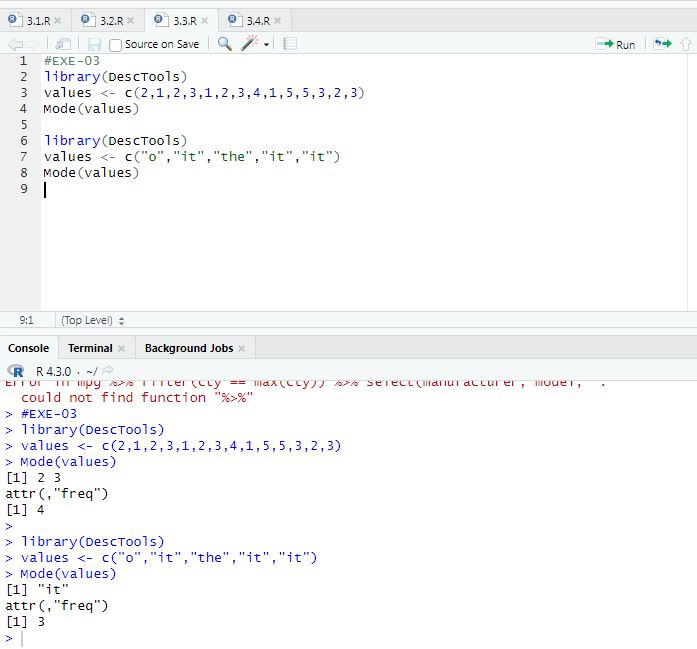 3.1.R 3.2.R 3.3.R 3.4.R
Source on Save Run
1 #EXE-03
2 library(DescTools)
3 values <- c(2,1,2,3,1,2,3,4,1,5,5,3,2,3)
4 Mode(values)
5
6 library(DescTools)
7 values <- c("o","it","the","it","it")
8 Mode(values)
9
9:1 (Top Level)
Console Terminal Background Jobs
R R 4.3.0 · ~/
Error in mpg %>% filter(cty == max(cty)) %>% select(manufacturer, model, :
could not find function "%>%"
> #EXE-03
> library(DescTools)
> values <- c(2,1,2,3,1,2,3,4,1,5,5,3,2,3)
> Mode(values)
[1] 2 3
attr(,"freq")
[1] 4
>
> library(DescTools)
> values <- c("o","it","the","it","it")
> Mode(values)
[1] "it"
attr(,"freq")
[1] 3
>